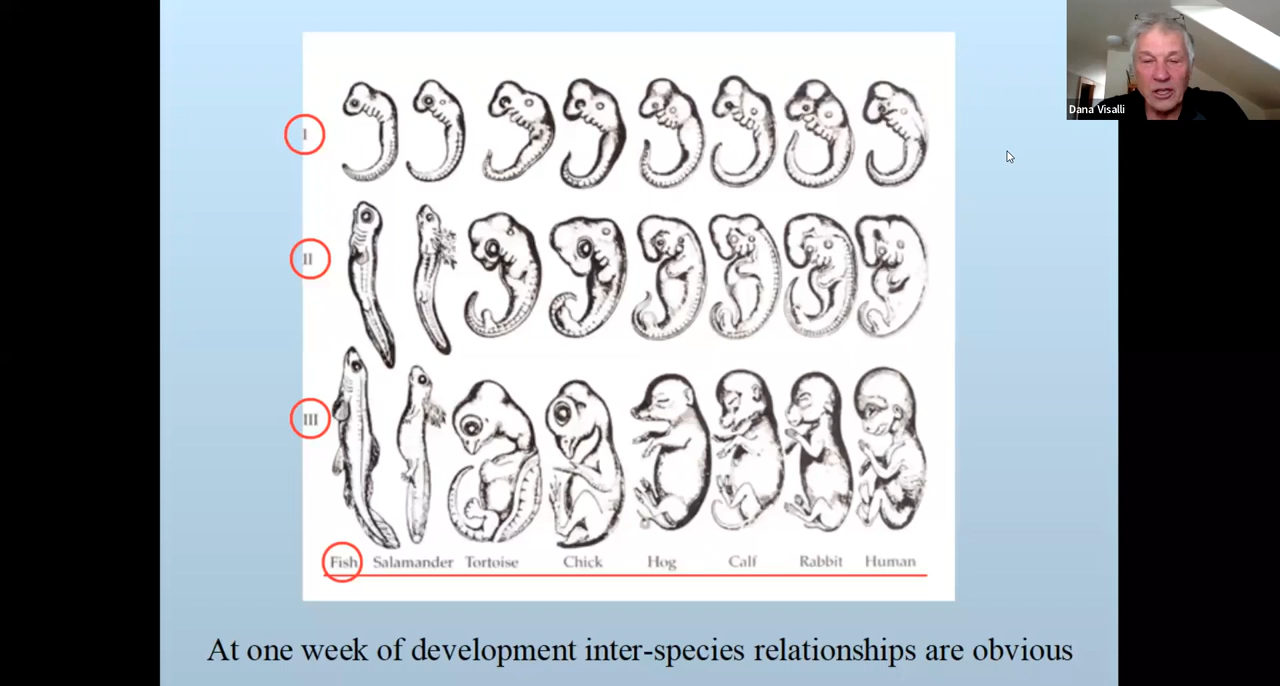 Dana Visalli
I
II
III
Fish Salamander Tortoise Chick Hog Calf Rabbit Human
At one week of development inter-species relationships are obvious